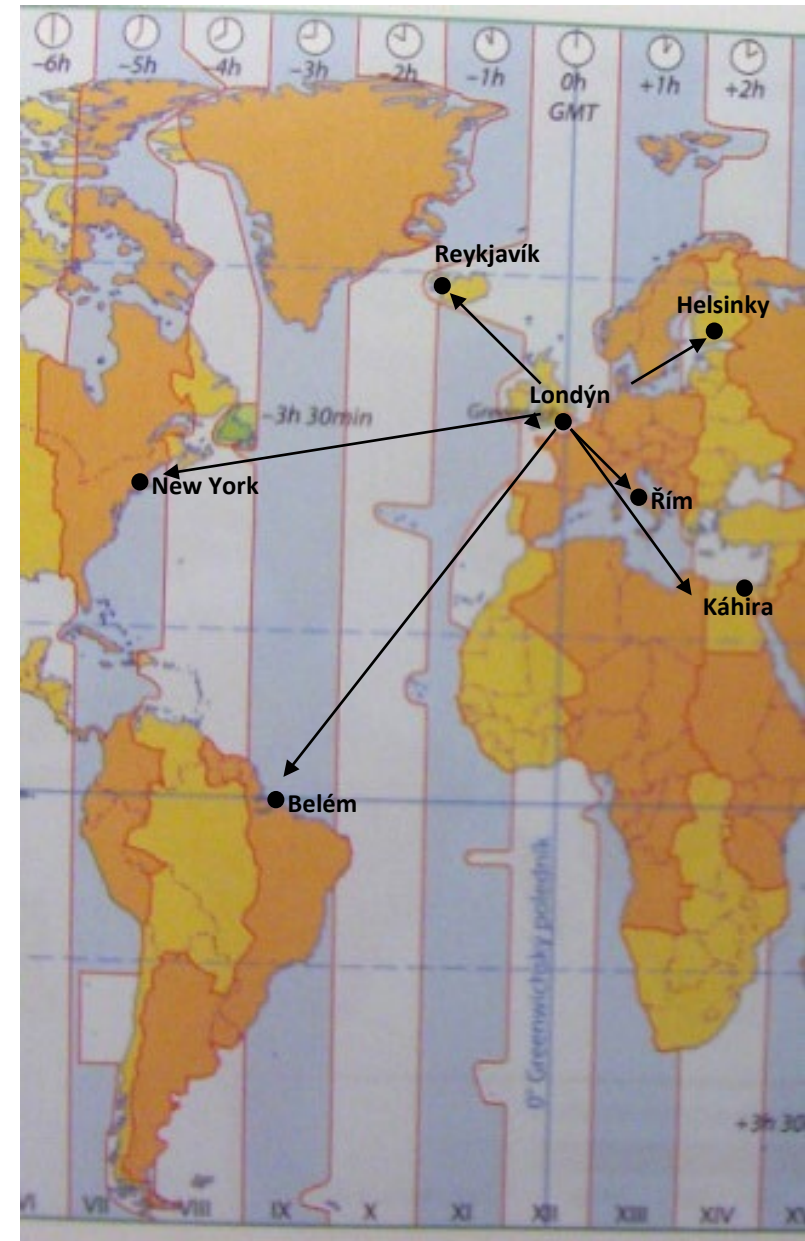 –6h
–5h
–4h
–3h
–2h
–1h
0h
GMT
+1h
+2h
Reykjavík
Helsinky
Londýn
–3h 30min
New York
Řím
Káhira
Belém
0° Greenwichský poledník
+3h 30
VI
VII
VIII
IX
X
XI
XII
XIII
XIV